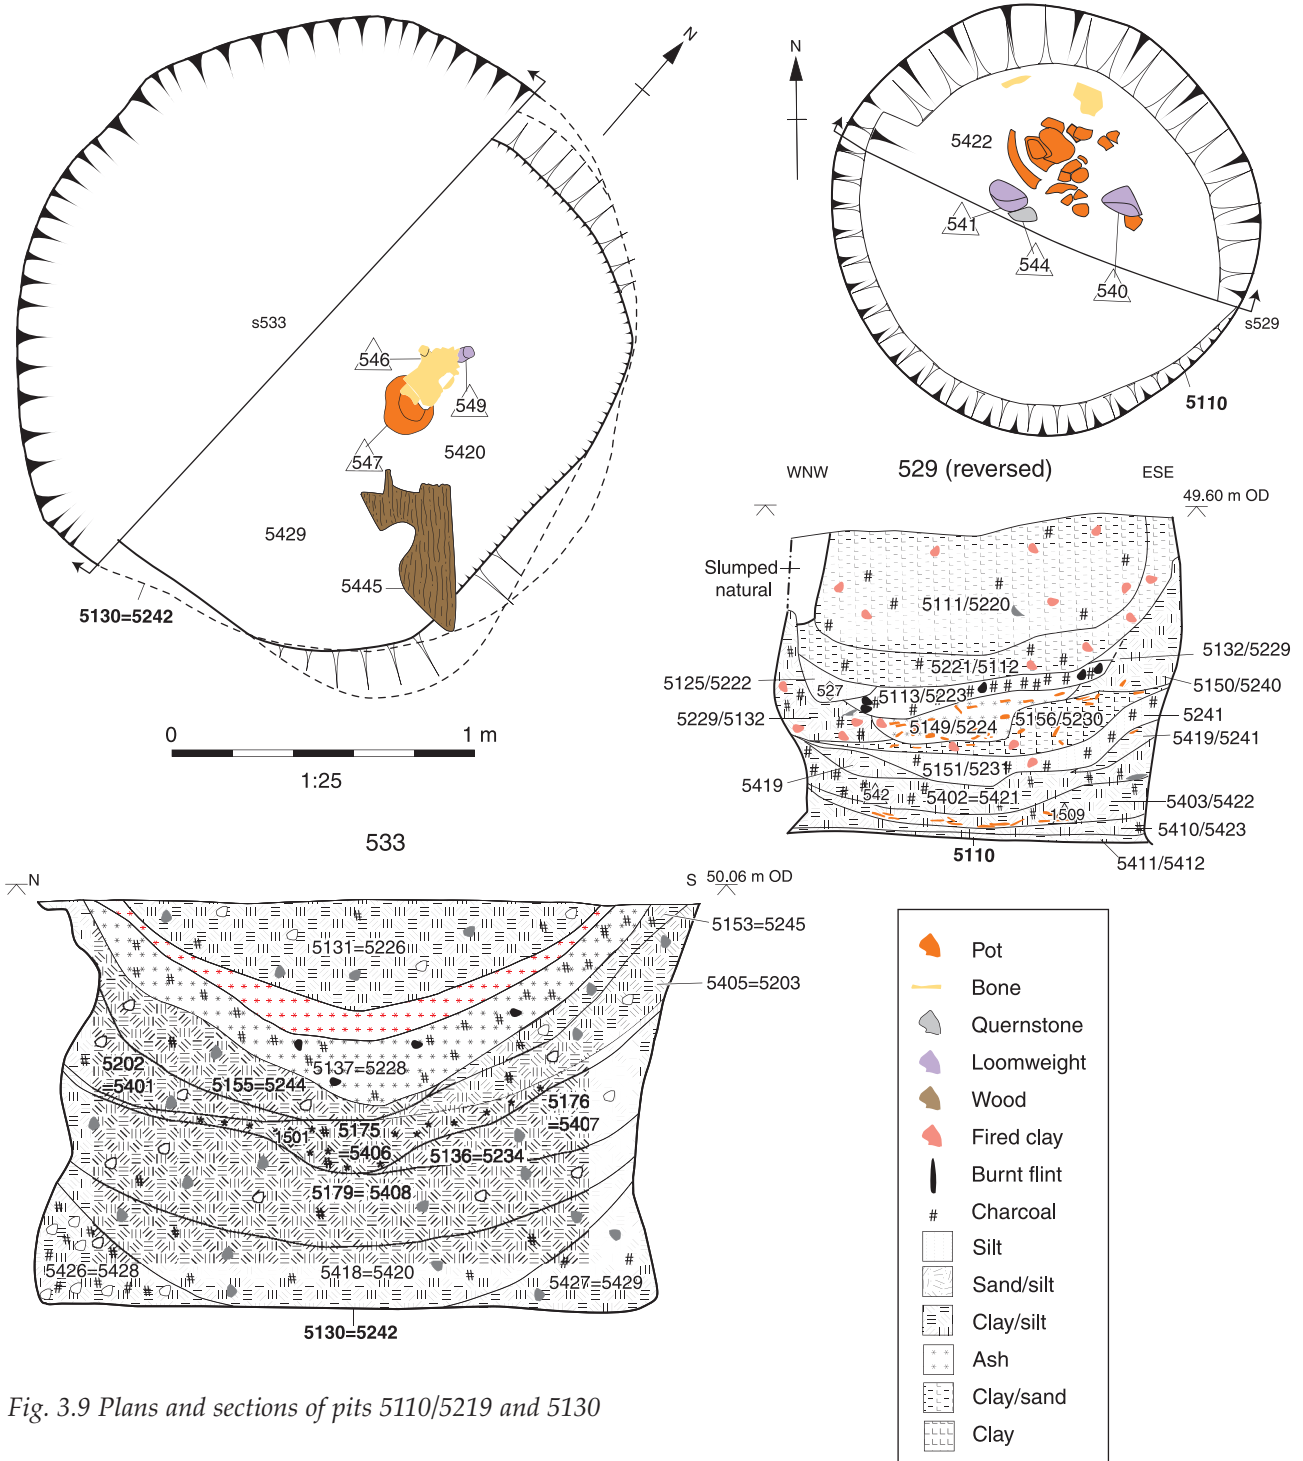 N
s533
546
549
547
5420
5429
5445
5130=5242
0
1 m
1:25
N
5422
541
544
540
s529
5110
529 (reversed)
WNW
ESE
49.60 m OD
Slumped
natural
5111/5220
5221/5112
5132/5229
5125/5222
527
5113/5223
5150/5240
5229/5132
5149/5224
5156/5230
5241
5419/5241
5151/5231
5419
542
5402=5421
1509
5403/5422
5410/5423
5110
5411/5412
533
N
S
50.06 m OD
5153=5245
5131=5226
5405=5203
5137=5228
5202
=5401
5155=5244
5176
=5407
1501
5175
=5406
5136=5234
5179= 5408
5426=5428
5418=5420
5427=5429
5130=5242
Pot
Bone
Quernstone
Loomweight
Wood
Fired clay
Burnt flint
# Charcoal
Silt
Sand/silt
Clay/silt
Ash
Clay/sand
Clay
Fig. 3.9 Plans and sections of pits 5110/5219 and 5130